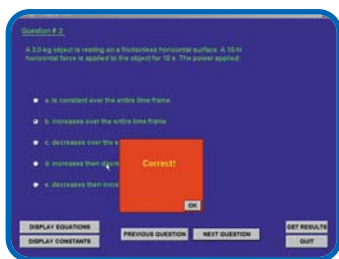 Question # 2
A 3.0-kg object is resting on a frictionless horizontal surface. A 10-N
horizontal force is applied to the object for 10 s. The power applied:
a. is constant over the entire time frame
b. increases over the entire time frame
c. decreases over the
d. increases then decre
e. decreases then incre
Correct!
OK
DISPLAY EQUATIONS
DISPLAY CONSTANTS
PREVIOUS QUESTION
NEXT QUESTION
GET RESULTS
QUIT